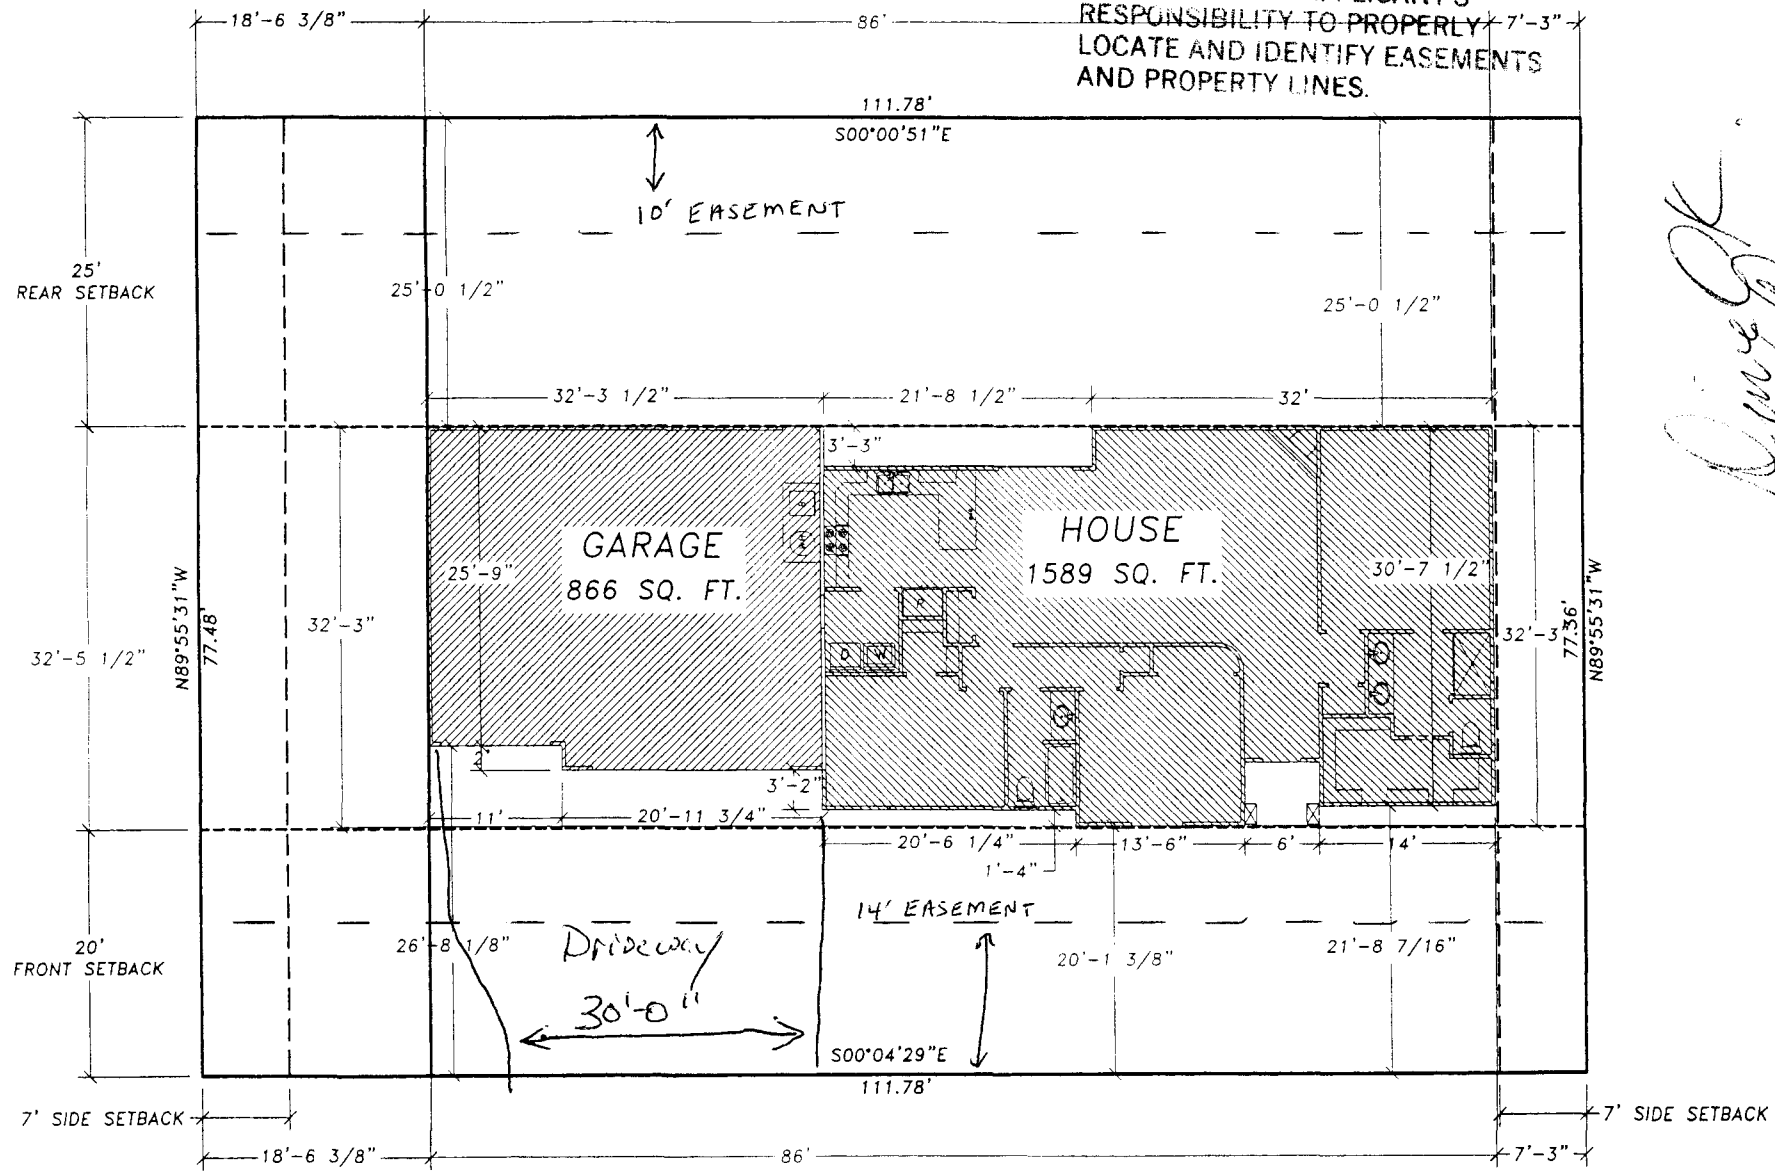 18'-6 3/8"
86'
RESPONSIBILITY TO PROPERLY
7'-3"
LOCATE AND IDENTIFY EASEMENTS
AND PROPERTY LINES.
111.78'
S00°00'51"E
10' EASEMENT
25'
REAR SETBACK
25'-0 1/2"
25'-0 1/2"
32'-3 1/2"
21'-8 1/2"
32'
3'-3"
GARAGE
866 SQ. FT.
HOUSE
1589 SQ. FT.
25'-9"
30'-7 1/2"
R
N89°55'31"W
77.48'
32'-3"
32'-5 1/2"
D
W
32'-3"
77.36'
N89°55'31"W
2'
3'-2"
11'
20'-11 3/4"
20'-6 1/4"
13'-6"
6'
14'
1'-4"
14' EASEMENT
20'
FRONT SETBACK
26'-8 1/8"
Driveway
30'-0"
20'-1 3/8"
21'-8 7/16"
S00°04'29"E
111.78'
7' SIDE SETBACK
7' SIDE SETBACK
18'-6 3/8"
86'
7'-3"
OK